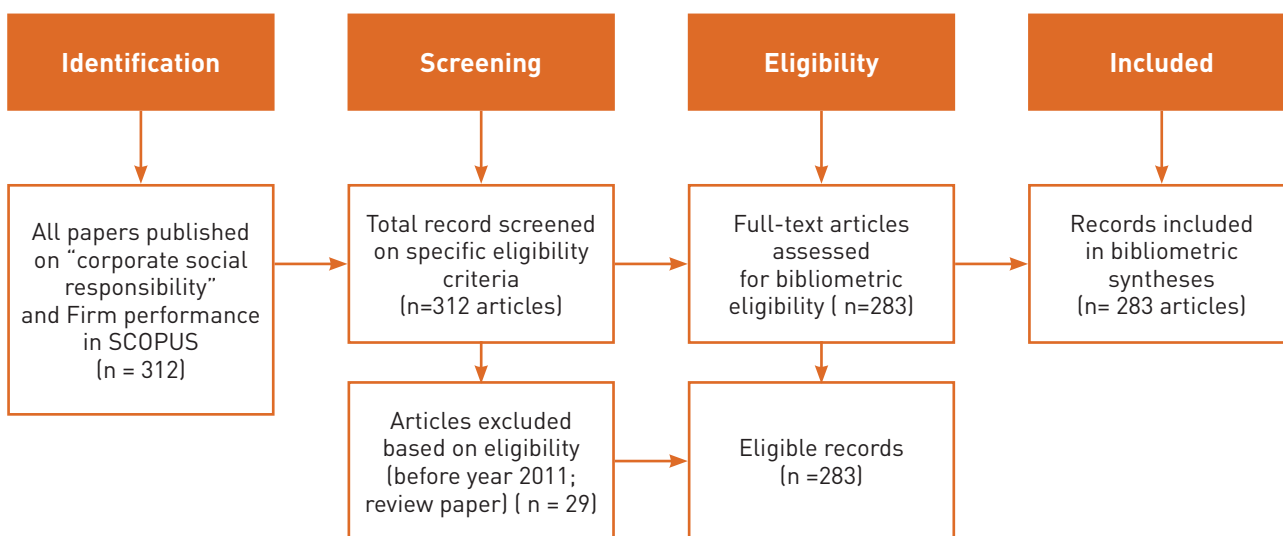 Identification
Screening
Eligibility
Included
All papers published
on “corporate social
responsibility”
and Firm performance
in SCOPUS
(n = 312)
Total record screened
on specific eligibility
criteria
(n=312 articles)
Full-text articles
assessed
for bibliometric
eligibility ( n=283)
Records included
in bibliometric
syntheses
(n= 283 articles)
Articles excluded
based on eligibility
(before year 2011;
review paper) ( n = 29)
Eligible records
(n =283)